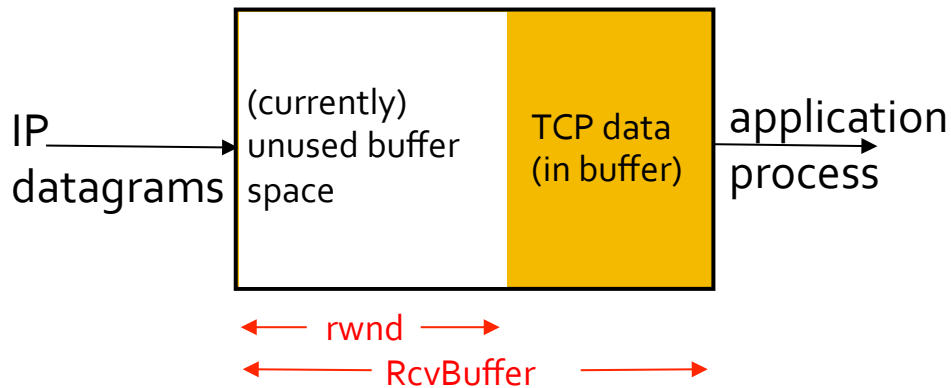 IP
datagrams
(currently)
unused buffer
space
TCP data
(in buffer)
application
process
rwnd
RcvBuffer